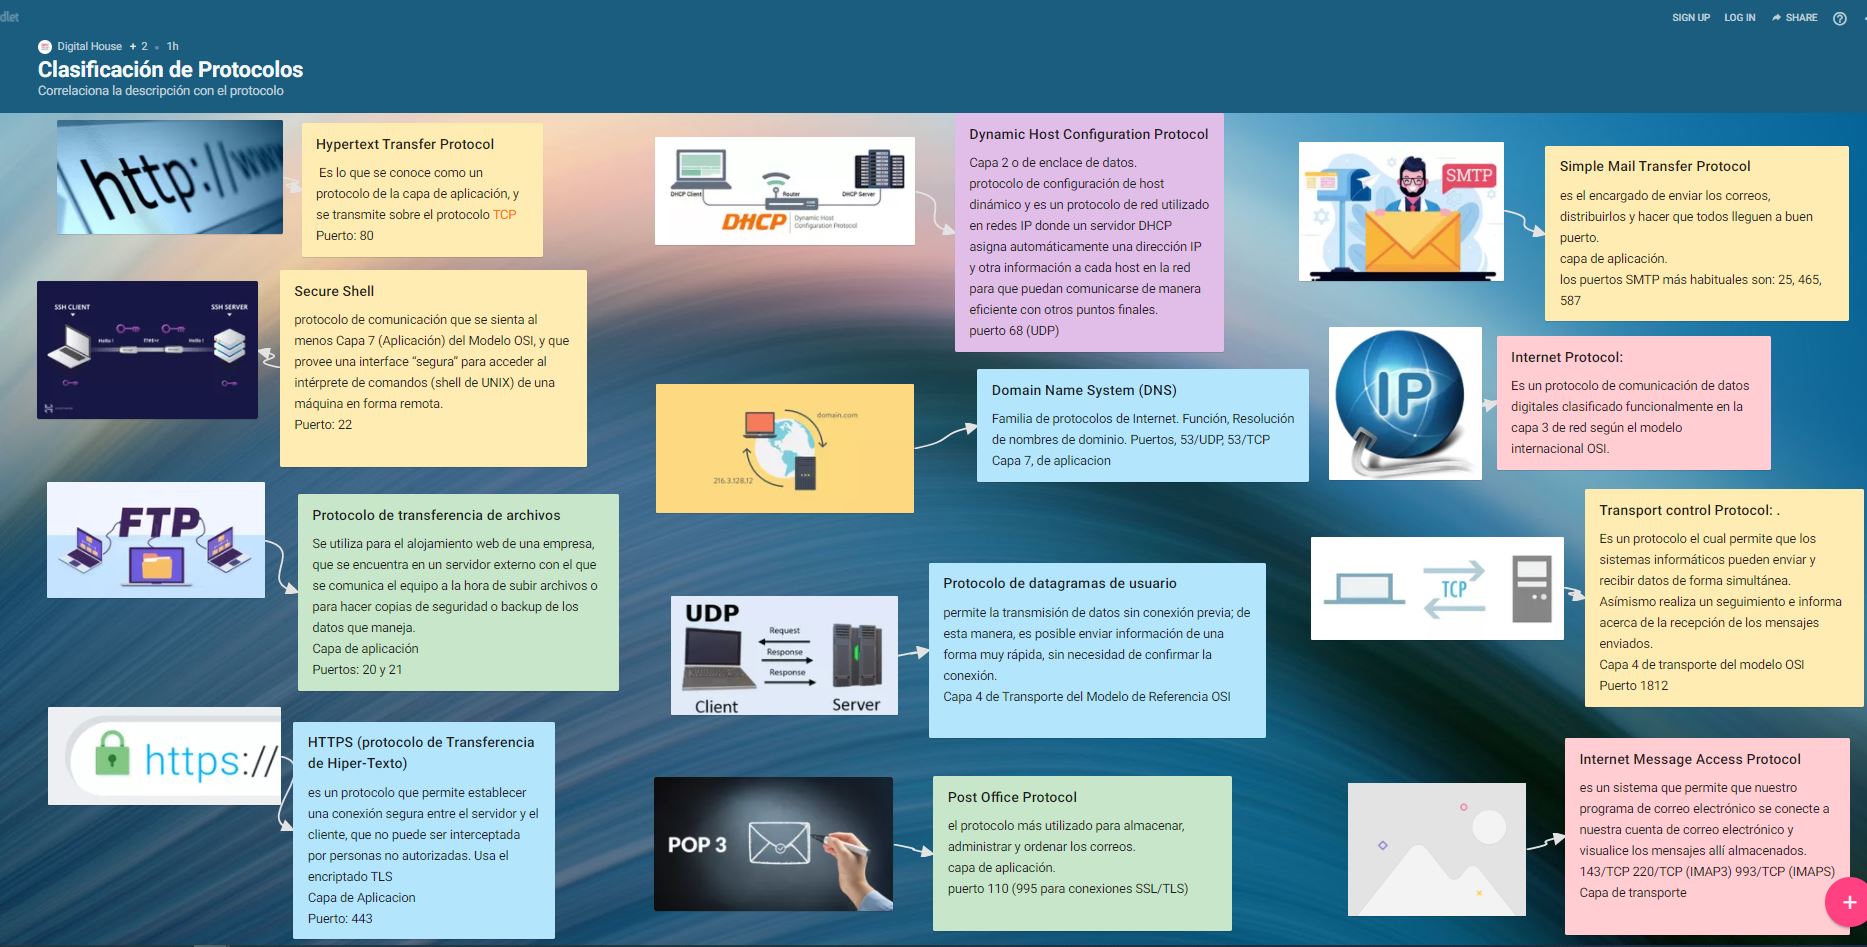 dlet
SIGN UP LOG IN SHARE
Digital House + 2 • 1h
Clasificación de Protocolos
Correlaciona la descripción con el protocolo
http://www
Hypertext Transfer Protocol
Es lo que se conoce como un
protocolo de la capa de aplicación, y
se transmite sobre el protocolo TCP
Puerto: 80
SSH CLIENT
SSH SERVER
Hello !
Hello !
Secure Shell
protocolo de comunicación que se sienta al
menos Capa 7 (Aplicación) del Modelo OSI, y que
provee una interface “segura” para acceder al
intérprete de comandos (shell de UNIX) de una
máquina en forma remota.
Puerto: 22
FTP
Protocolo de transferencia de archivos
Se utiliza para el alojamiento web de una empresa,
que se encuentra en un servidor externo con el que
se comunica el equipo a la hora de subir archivos o
para hacer copias de seguridad o backup de los
datos que maneja.
Capa de aplicación
Puertos: 20 y 21
https://
HTTPS (protocolo de Transferencia
de Hiper-Texto)
es un protocolo que permite establecer
una conexión segura entre el servidor y el
cliente, que no puede ser interceptada
por personas no autorizadas. Usa el
encriptado TLS
Capa de Aplicacion
Puerto: 443
DHCP Client
Router
DHCP Server
DHCP
Dynamic Host
Configuration Protocol
Dynamic Host Configuration Protocol
Capa 2 o de enclace de datos.
protocolo de configuración de host
dinámico y es un protocolo de red utilizado
en redes IP donde un servidor DHCP
asigna automáticamente una dirección IP
y otra información a cada host en la red
para que puedan comunicarse de manera
eficiente con otros puntos finales.
puerto 68 (UDP)
domain.com
216.3.128.12
Domain Name System (DNS)
Familia de protocolos de Internet. Función, Resolución
de nombres de dominio. Puertos, 53/UDP, 53/TCP
Capa 7, de aplicacion
UDP
Request
Response
Response
Client
Server
Protocolo de datagramas de usuario
permite la transmisión de datos sin conexión previa; de
esta manera, es posible enviar información de una
forma muy rápida, sin necesidad de confirmar la
conexión.
Capa 4 de Transporte del Modelo de Referencia OSI
POP 3
Post Office Protocol
el protocolo más utilizado para almacenar,
administrar y ordenar los correos.
capa de aplicación.
puerto 110 (995 para conexiones SSL/TLS)
SMTP
Simple Mail Transfer Protocol
es el encargado de enviar los correos,
distribuirlos y hacer que todos lleguen a buen
puerto.
capa de aplicación.
los puertos SMTP más habituales son: 25, 465,
587
IP
Internet Protocol:
Es un protocolo de comunicación de datos
digitales clasificado funcionalmente en la
capa 3 de red según el modelo
internacional OSI.
TCP
Transport control Protocol: .
Es un protocolo el cual permite que los
sistemas informáticos pueden enviar y
recibir datos de forma simultánea.
Asímismo realiza un seguimiento e informa
acerca de la recepción de los mensajes
enviados.
Capa 4 de transporte del modelo OSI
Puerto 1812
Internet Message Access Protocol
es un sistema que permite que nuestro
programa de correo electrónico se conecte a
nuestra cuenta de correo electrónico y
visualice los mensajes allí almacenados.
143/TCP 220/TCP (IMAP3) 993/TCP (IMAPS)
Capa de transporte